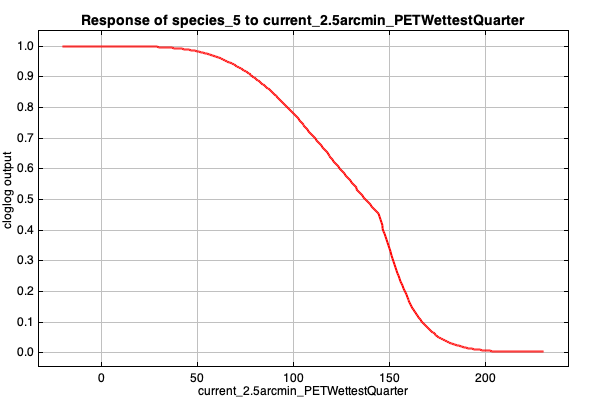 Response of species_5 to current_2.5arcmin_PETWettestQuarter
1.0
0.9
0.8
0.7
0.6
0.5
0.4
0.3
0.2
0.1
0.0
cloglog output
0 50 100 150 200
current_2.5arcmin_PETWettestQuarter